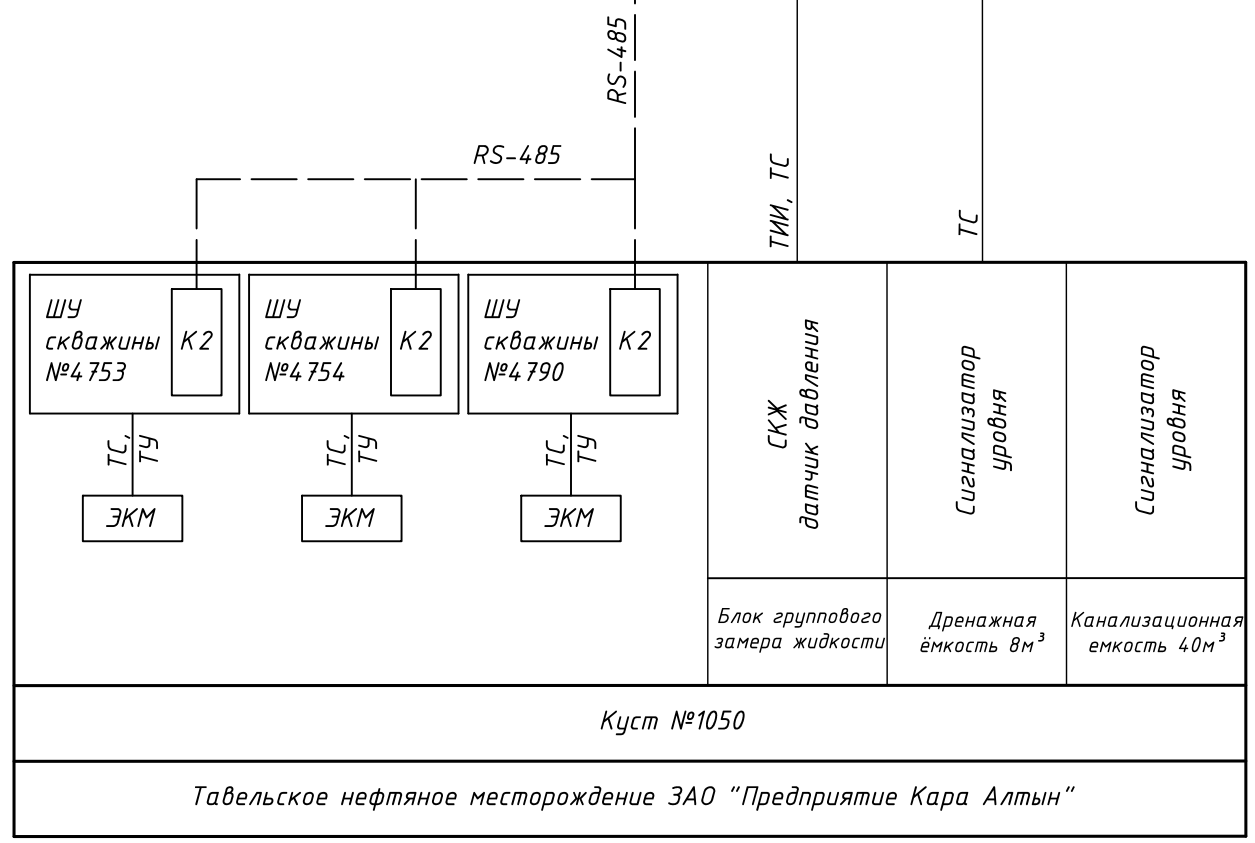 RS-485
RS-485
ТИИ, ТС
ТС
ШУ
скважины
№4753
К2
ШУ
скважины
№4754
К2
ШУ
скважины
№4790
К2
ТС,
ТУ
ТС,
ТУ
ТС,
ТУ
ЭКМ
ЭКМ
ЭКМ
СКЖ
датчик давления
Сигнализатор
уровня
Сигнализатор
уровня
Блок группового
замера жидкости
Дренажная
ёмкость 8м³
Канализационная
емкость 40м³
Куст №1050
Тавельское нефтяное месторождение ЗАО "Предприятие Кара Алтын"